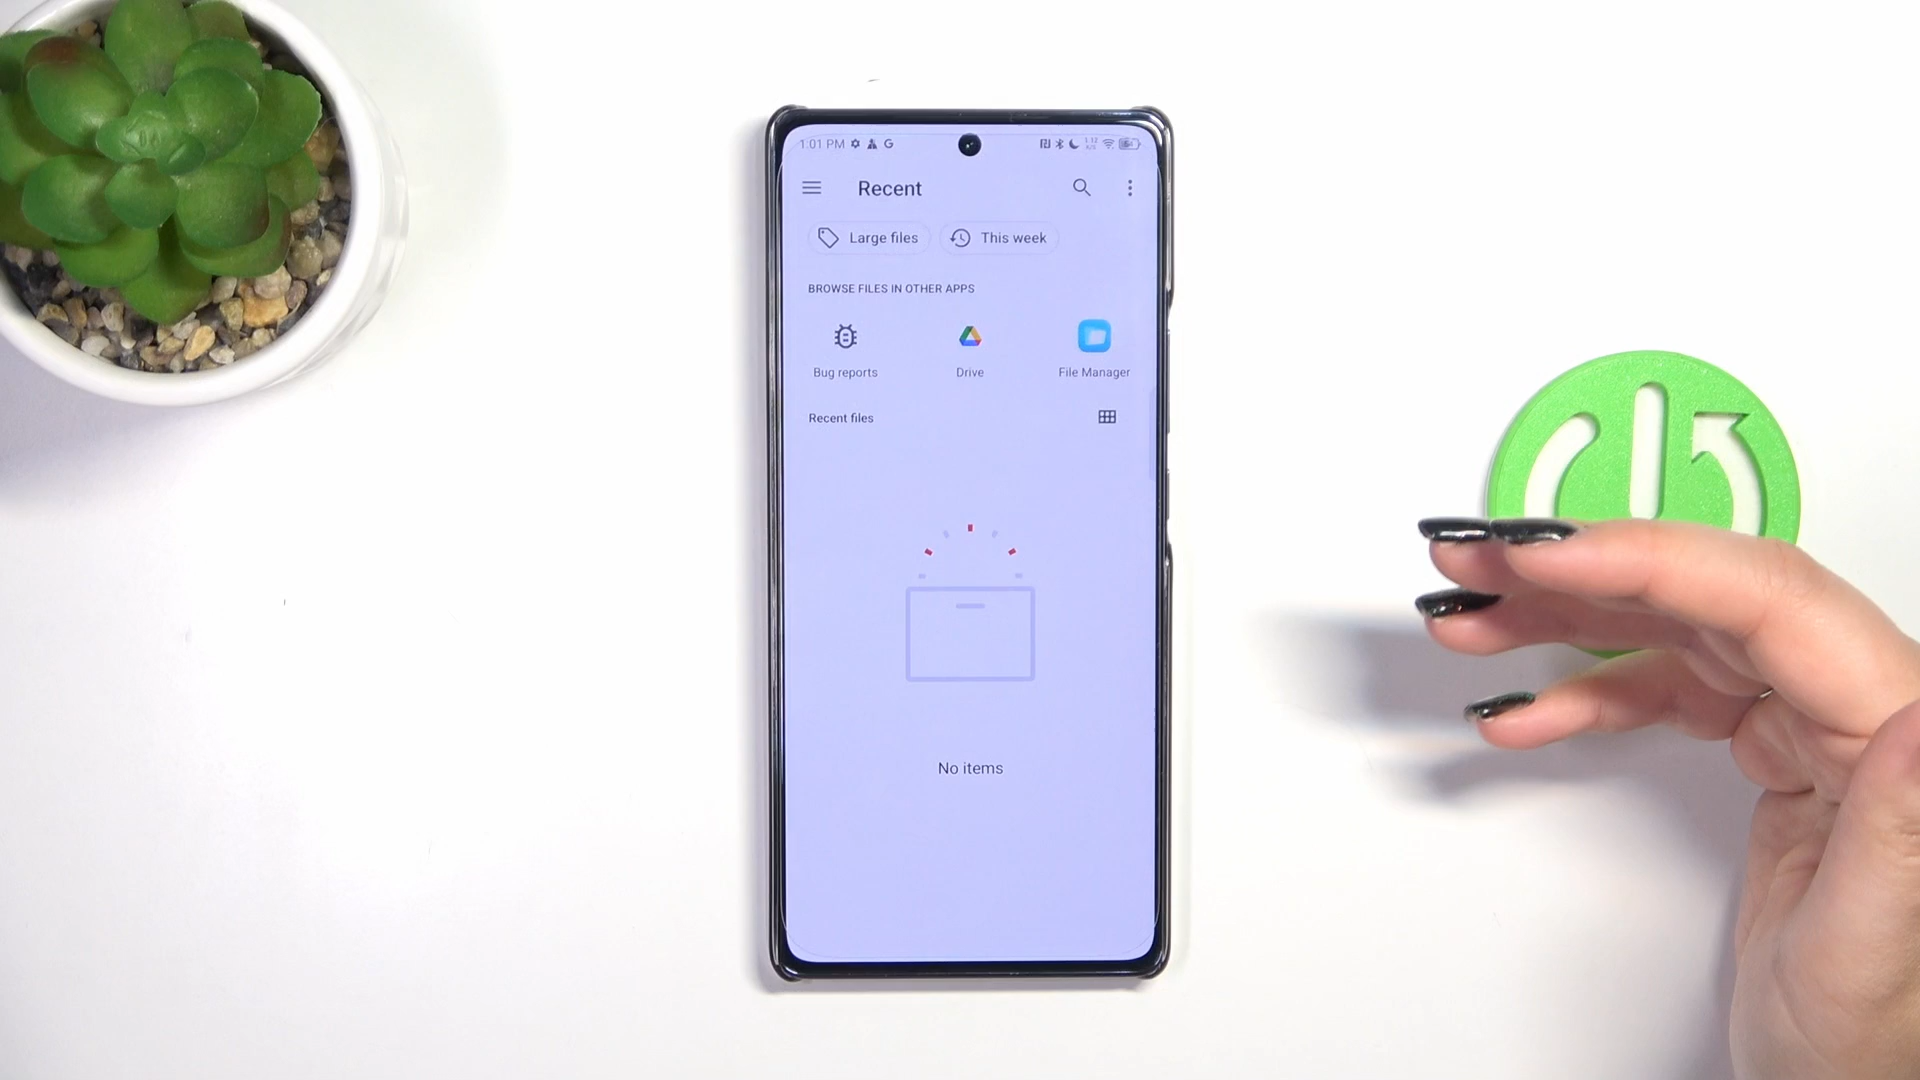 1:01 PM G
Recent
Large files This week
BROWSE FILES IN OTHER APPS
Bug reports Drive File Manager
Recent files
No items